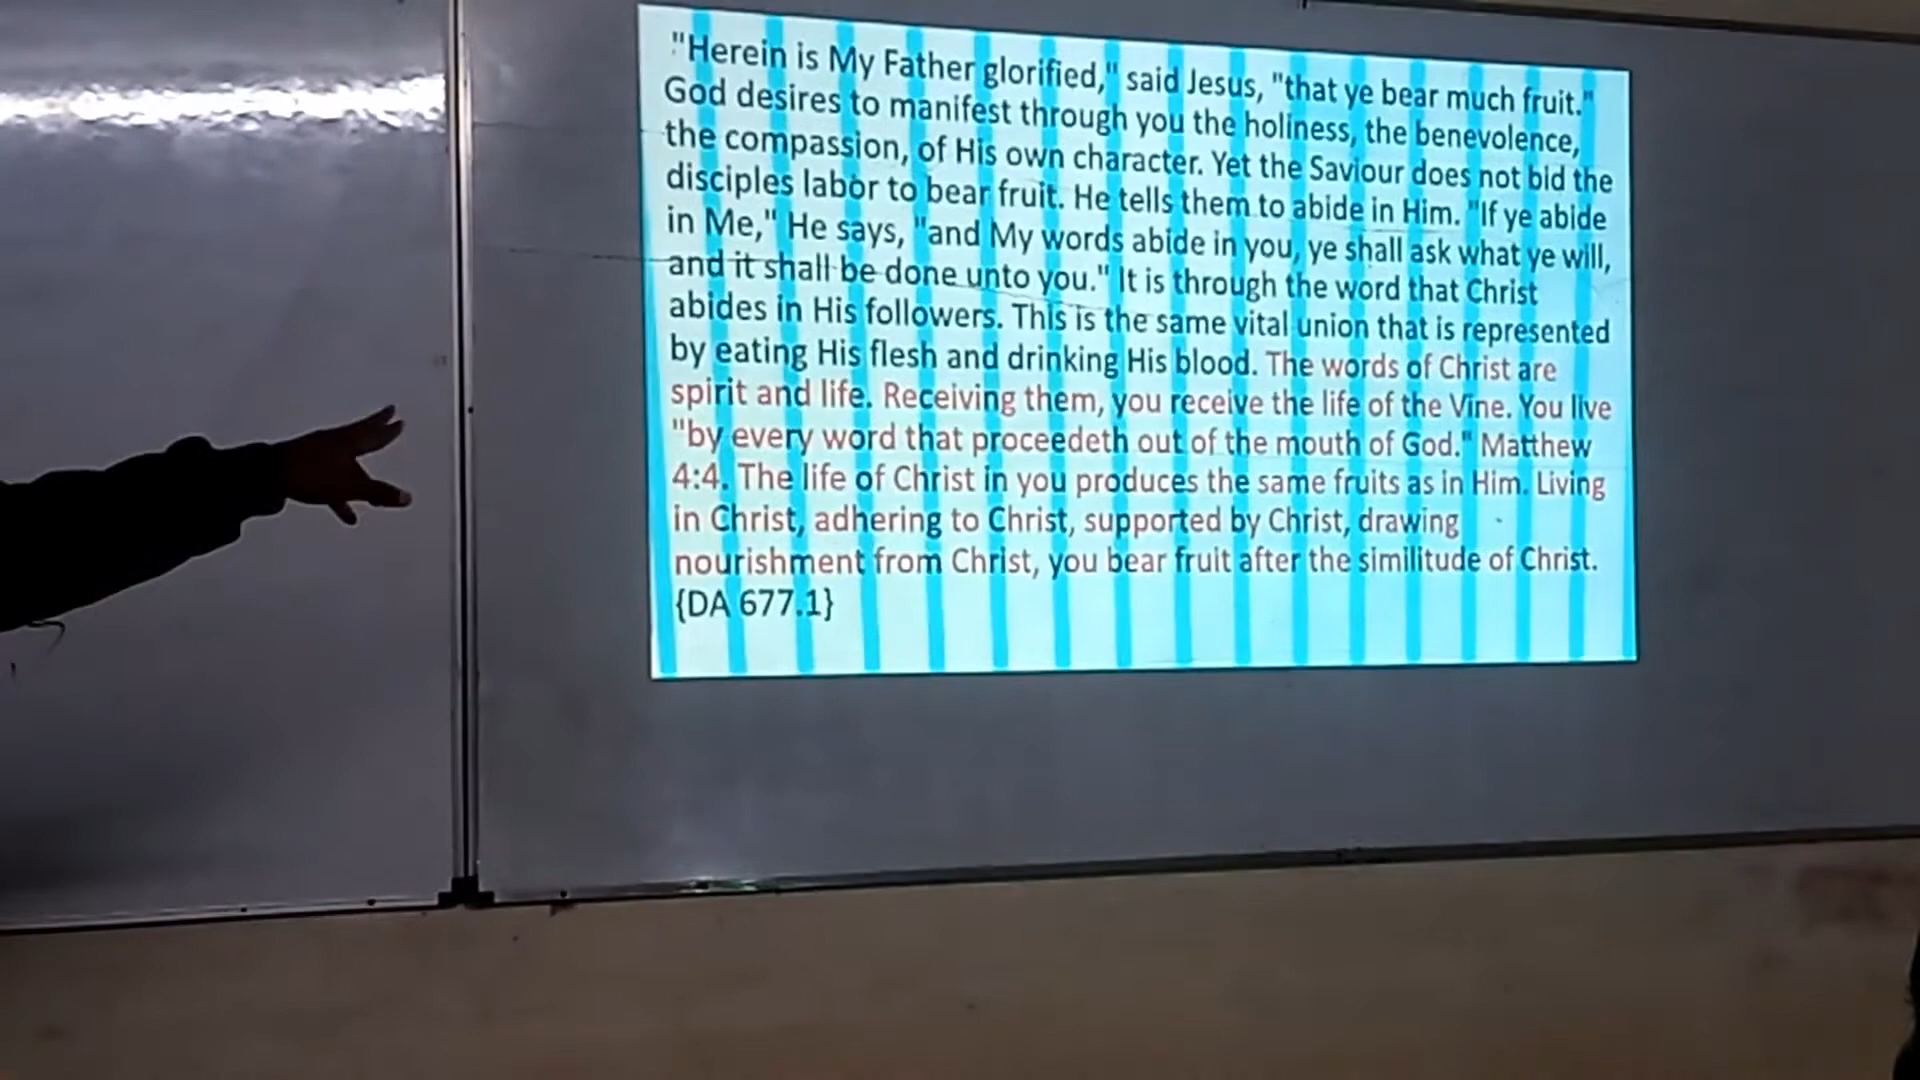 "Herein is My Father glorified," said Jesus, "that ye bear much fruit."
God desires to manifest through you the holiness, the benevolence,
the compassion, of His own character. Yet the Saviour does not bid the
disciples labor to bear fruit. He tells them to abide in Him. "If ye abide
in Me," He says, "and My words abide in you, ye shall ask what ye will,
and it shall be done unto you." It is through the word that Christ
abides in His followers. This is the same vital union that is represented
by eating His flesh and drinking His blood. The words of Christ are
spirit and life. Receiving them, you receive the life of the Vine. You live
"by every word that proceedeth out of the mouth of God." Matthew
4:4. The life of Christ in you produces the same fruits as in Him. Living
in Christ, adhering to Christ, supported by Christ, drawing
nourishment from Christ, you bear fruit after the similitude of Christ.
{DA 677.1}